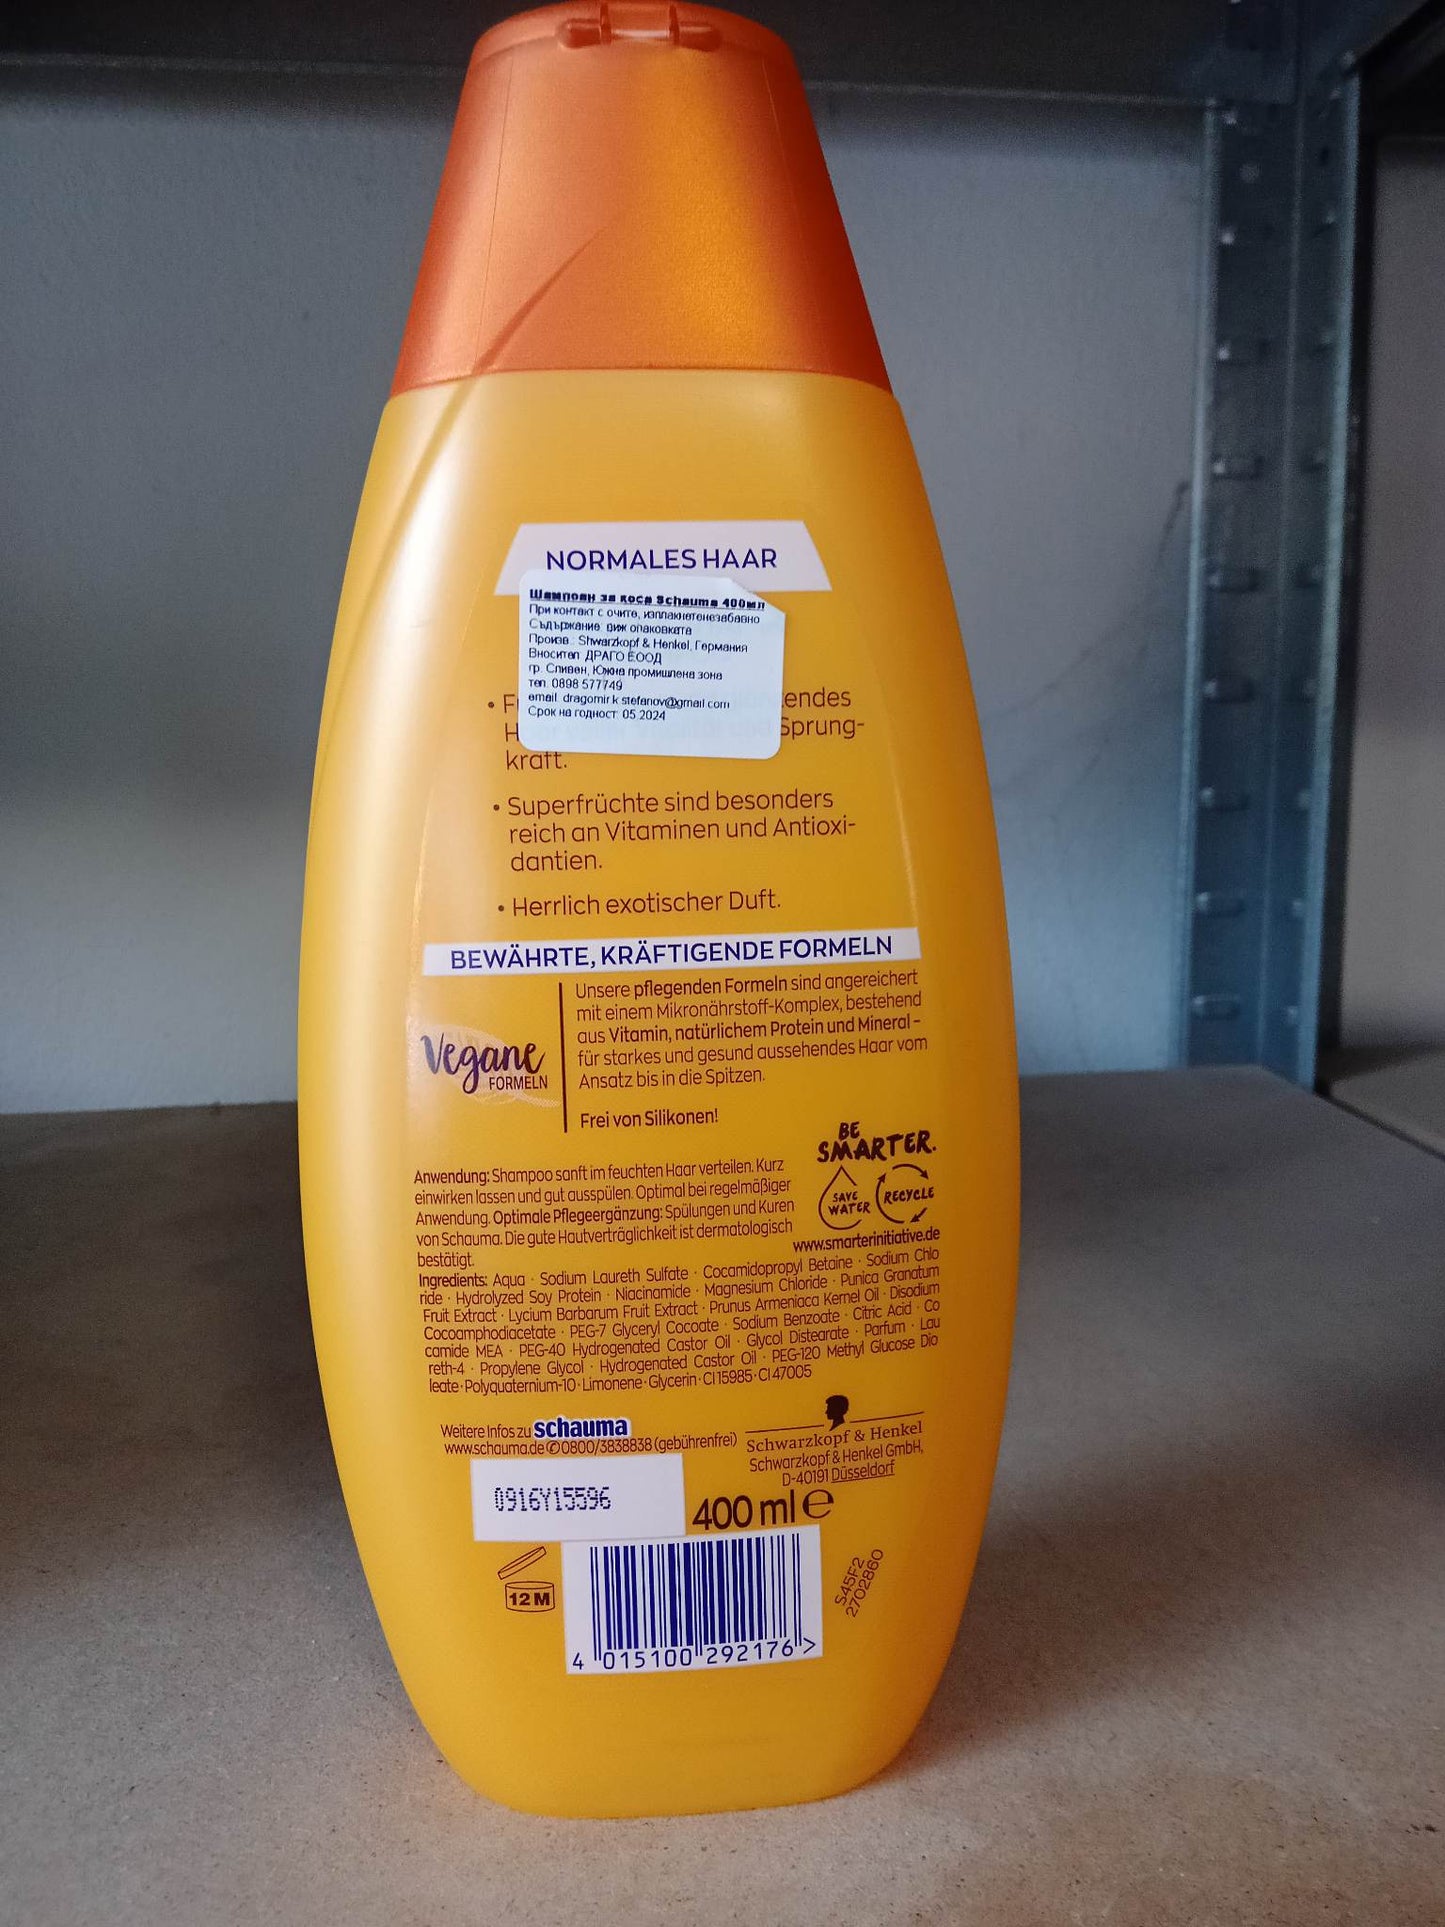 NORMALES HAAR
Шампоан за коса Schauma 400мл
При контакт с очите, изплакнетенезабавно
Съдържание: виж опаковката
Произв.: Shwarzkopf & Henkel, Германия
Вносител: ДРАГО ЕООД
гр. Сливен, Южна промишлена зона
тел. 0898 577749
email: dragomir.k.stefanov@gmail.com
Срок на годност: 05.2024
endes
Sprung-
kraft.
• Superfrüchte sind besonders
reich an Vitaminen und Antioxi-
dantien.
• Herrlich exotischer Duft.
BEWÄHRTE, KRÄFTIGENDE FORMELN
Vegane
FORMELN
Unsere pflegenden Formeln sind angereichert
mit einem Mikronährstoff-Komplex, bestehend
aus Vitamin, natürlichem Protein und Mineral –
für starkes und gesund aussehendes Haar vom
Ansatz bis in die Spitzen.
Frei von Silikonen!
BE
SMARTER.
SAVE
WATER
RECYCLE
www.smarterinitiative.de
Anwendung: Shampoo sanft im feuchten Haar verteilen. Kurz
einwirken lassen und gut ausspülen. Optimal bei regelmäßiger
Anwendung. Optimale Pflegeergänzung: Spülungen und Kuren
von Schauma. Die gute Hautverträglichkeit ist dermatologisch
bestätigt.
Ingredients: Aqua · Sodium Laureth Sulfate · Cocamidopropyl Betaine · Sodium Chlo
ride · Hydrolyzed Soy Protein · Niacinamide · Magnesium Chloride · Punica Granatum
Fruit Extract · Lycium Barbarum Fruit Extract · Prunus Armeniaca Kernel Oil · Disodium
Cocoamphodiacetate · PEG-7 Glyceryl Cocoate · Sodium Benzoate · Citric Acid · Co
camide MEA · PEG-40 Hydrogenated Castor Oil · Glycol Distearate · Parfum · Lau
reth-4 · Propylene Glycol · Hydrogenated Castor Oil · PEG-120 Methyl Glucose Dio
leate · Polyquaternium-10 · Limonene · Glycerin · CI 15985 · CI 47005
Weitere Infos zu schauma
www.schauma.de ✆ 0800/3838838 (gebührenfrei)
Schwarzkopf & Henkel
Schwarzkopf & Henkel GmbH,
D-40191 Düsseldorf
0916Y15596
400 ml ℮
12 M
4 015100 292176 >
S45F2
2702860